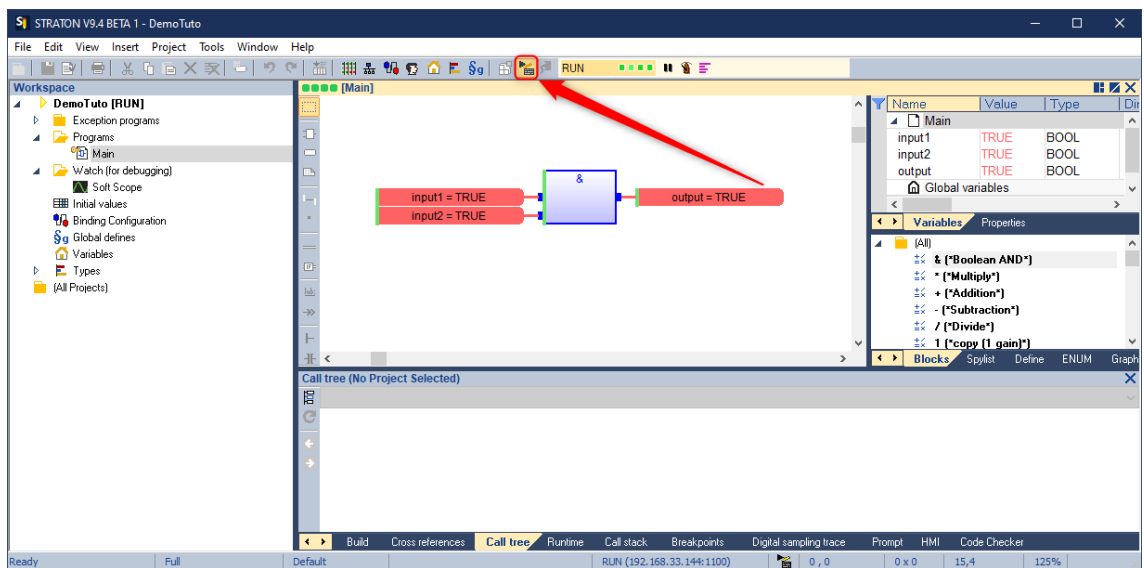 STRATON V9.4 BETA 1 - DemoTuto
File Edit View Insert Project Tools Window Help
RUN
Workspace
DemoTuto [RUN]
Exception programs
Programs
Main
Watch (for debugging)
Soft Scope
Initial values
Binding Configuration
Global defines
Variables
Types
(All Projects)
[Main]
&
input1 = TRUE
input2 = TRUE
output = TRUE
Name Value Type Dir
Main
input1 TRUE BOOL
input2 TRUE BOOL
output TRUE BOOL
Global variables
Variables Properties
(All)
& (*Boolean AND*)
* (*Multiply*)
+ (*Addition*)
- (*Subtraction*)
/ (*Divide*)
1 (*copy (1 gain)*)
Blocks Spylist Define ENUM Graph
Call tree (No Project Selected)
Build Cross references Call tree Runtime Call stack Breakpoints Digital sampling trace Prompt HMI Code Checker
Ready Full Default RUN (192.168.33.144:1100) 0 , 0 0 x 0 15,4 125%